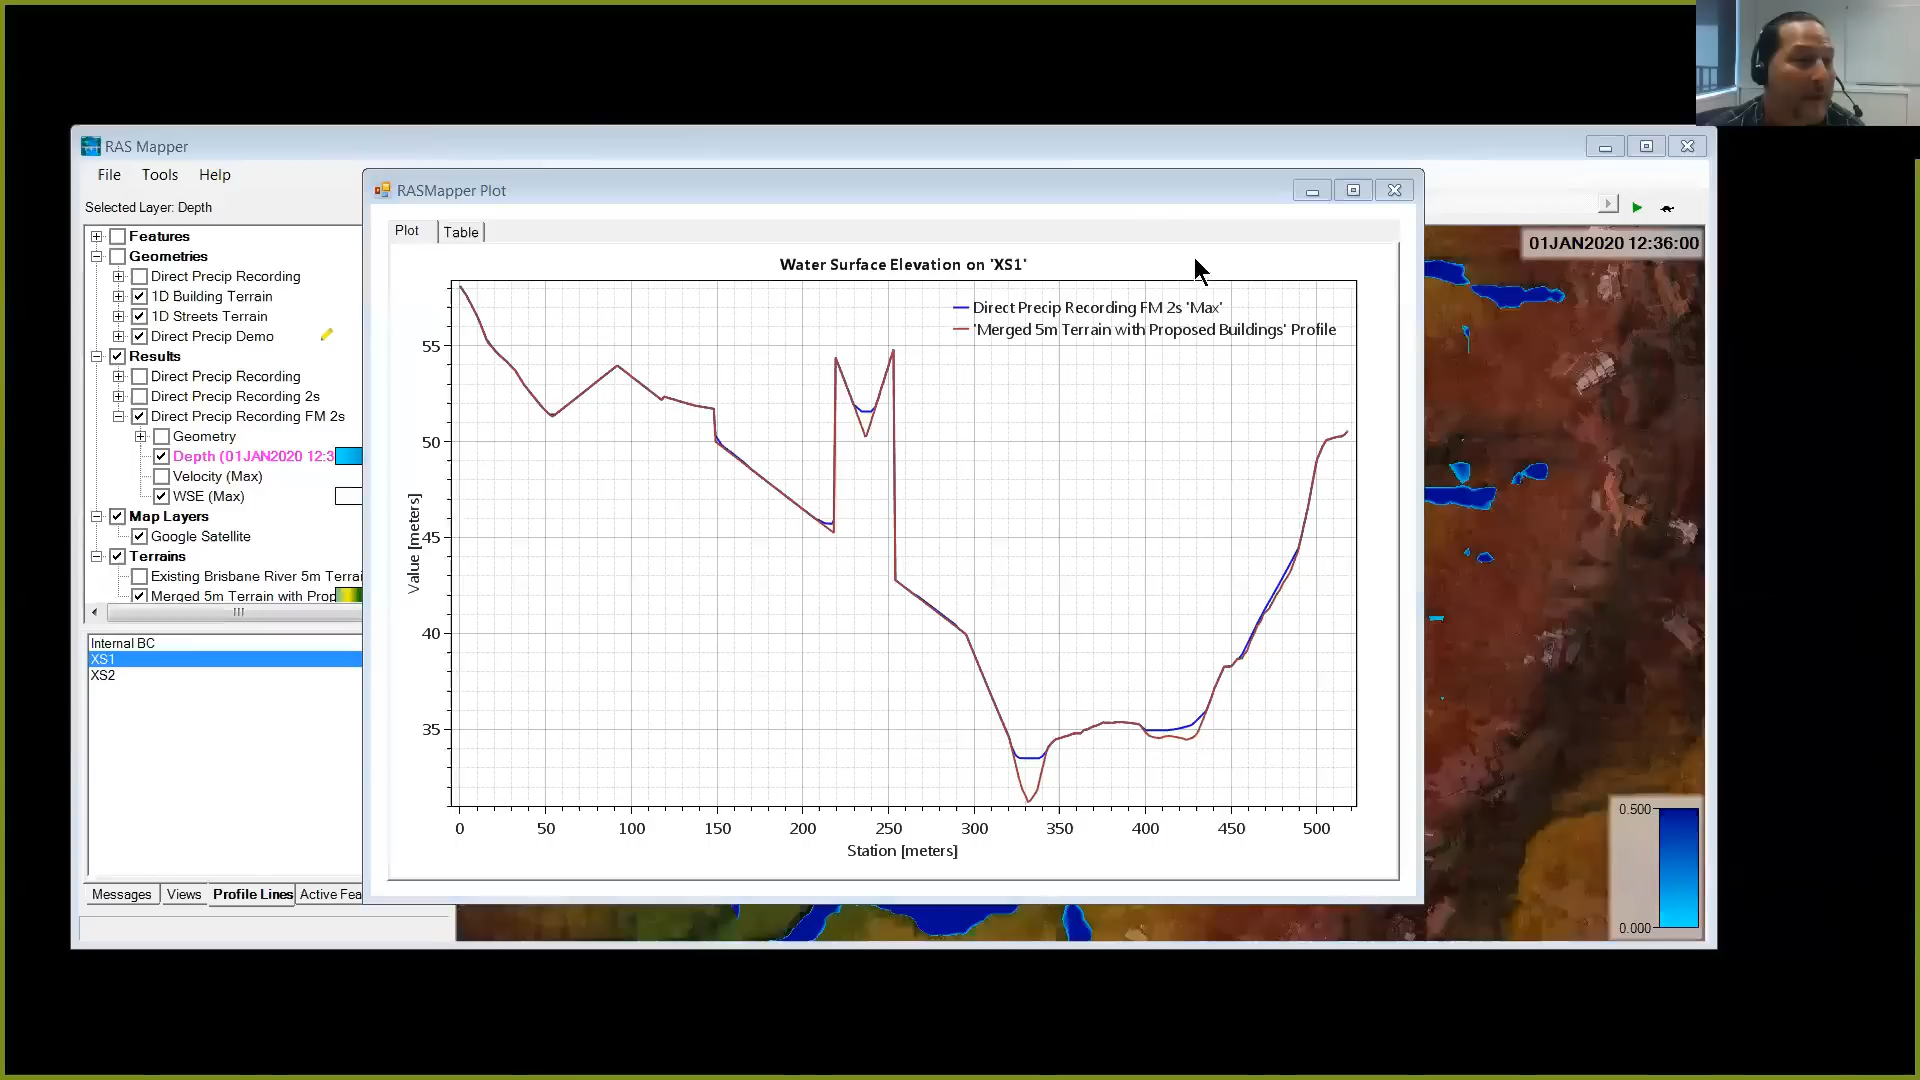 RAS Mapper
File Tools Help
Selected Layer: Depth
Features
Geometries
Direct Precip Recording
1D Building Terrain
1D Streets Terrain
Direct Precip Demo
Results
Direct Precip Recording
Direct Precip Recording 2s
Direct Precip Recording FM 2s
Geometry
Depth (01JAN2020 12:3
Velocity (Max)
WSE (Max)
Map Layers
Google Satellite
Terrains
Existing Brisbane River 5m Terrai
Merged 5m Terrain with Prop
Internal BC
XS1
XS2
Messages Views Profile Lines Active Fea
RASMapper Plot
Plot Table
Water Surface Elevation on 'XS1'
Direct Precip Recording FM 2s 'Max'
'Merged 5m Terrain with Proposed Buildings' Profile
Value [meters]
55
50
45
40
35
0 50 100 150 200 250 300 350 400 450 500
Station [meters]
01JAN2020 12:36:00
0.500
0.000